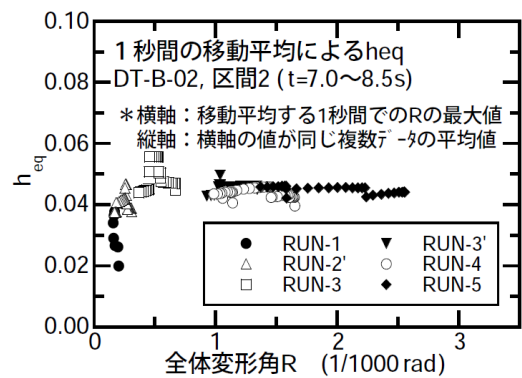 0.10
0.08
0.06
0.04
0.02
0.00
h eq
1秒間の移動平均によるheq
DT-B-02, 区間2 ( t=7.0～8.5s)
＊横軸：移動平均する1秒間でのRの最大値
縦軸：横軸の値が同じ複数ﾃﾞｰﾀの平均値
RUN-1
RUN-2'
RUN-3
RUN-3'
RUN-4
RUN-5
0 1 2 3
全体変形角R (1/1000 rad)